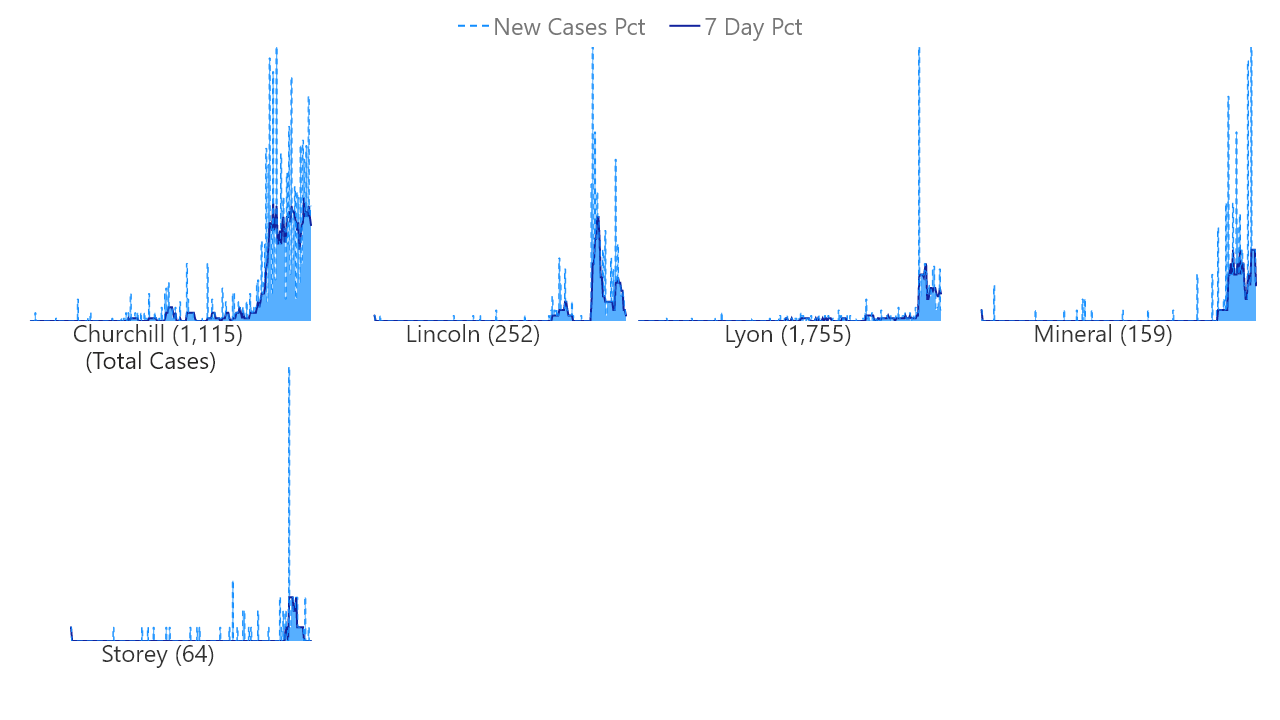 New Cases Pct 7 Day Pct
Churchill (1,115) Lincoln (252) Lyon (1,755) Mineral (159)
(Total Cases)
Storey (64)